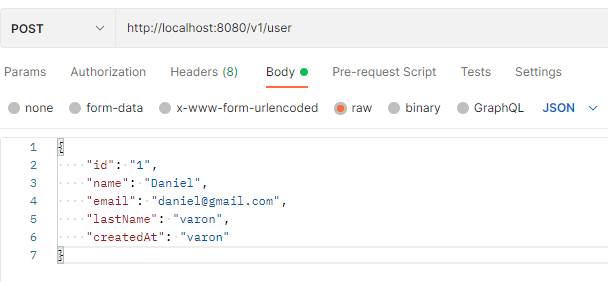 POST http://localhost:8080/v1/user
Params Authorization Headers (8) Body Pre-request Script Tests Settings
none form-data x-www-form-urlencoded raw binary GraphQL JSON
1 {
2 "id": "1",
3 "name": "Daniel",
4 "email": "daniel@gmail.com",
5 "lastName": "varon",
6 "createdAt": "varon"
7 }